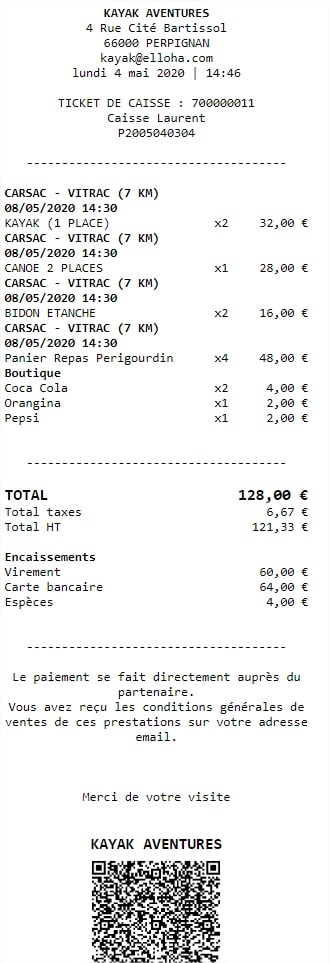 KAYAK AVENTURES
4 Rue Cité Bartissol
66000 PERPIGNAN
kayak@elloha.com
lundi 4 mai 2020 | 14:46
TICKET DE CAISSE : 700000011
Caisse Laurent
P2005040304
-------------------------------------
CARSAC - VITRAC (7 KM)
08/05/2020 14:30
KAYAK (1 PLACE) x2 32,00 €
CARSAC - VITRAC (7 KM)
08/05/2020 14:30
CANOE 2 PLACES x1 28,00 €
CARSAC - VITRAC (7 KM)
08/05/2020 14:30
BIDON ETANCHE x2 16,00 €
CARSAC - VITRAC (7 KM)
08/05/2020 14:30
Panier Repas Perigourdin x4 48,00 €
Boutique
Coca Cola x2 4,00 €
Orangina x1 2,00 €
Pepsi x1 2,00 €
-------------------------------------
TOTAL 128,00 €
Total taxes 6,67 €
Total HT 121,33 €
Encaissements
Virement 60,00 €
Carte bancaire 64,00 €
Espèces 4,00 €
-------------------------------------
Le paiement se fait directement auprès du
partenaire.
Vous avez reçu les conditions générales de
ventes de ces prestations sur votre adresse
email.
Merci de votre visite
KAYAK AVENTURES